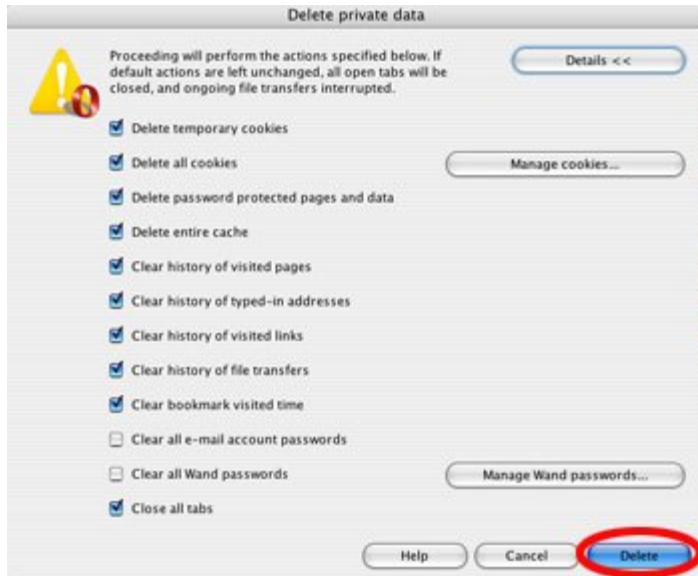 Delete private data
Proceeding will perform the actions specified below. If
default actions are left unchanged, all open tabs will be
closed, and ongoing file transfers interrupted.
Details <<
Delete temporary cookies
Delete all cookies
Manage cookies...
Delete password protected pages and data
Delete entire cache
Clear history of visited pages
Clear history of typed-in addresses
Clear history of visited links
Clear history of file transfers
Clear bookmark visited time
Clear all e-mail account passwords
Clear all Wand passwords
Manage Wand passwords...
Close all tabs
Help
Cancel
Delete